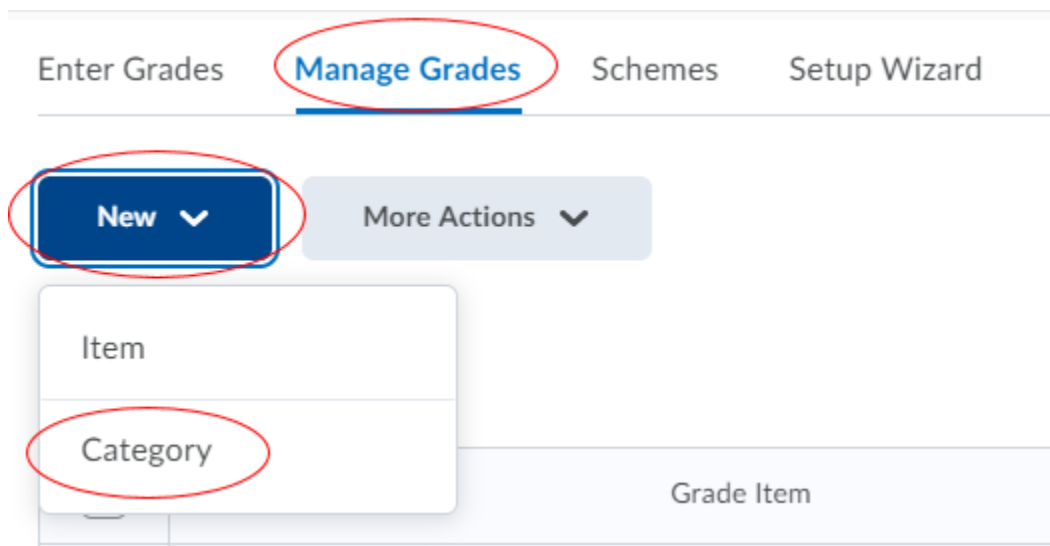 Enter Grades Manage Grades Schemes Setup Wizard
New More Actions
Item
Category
Grade Item